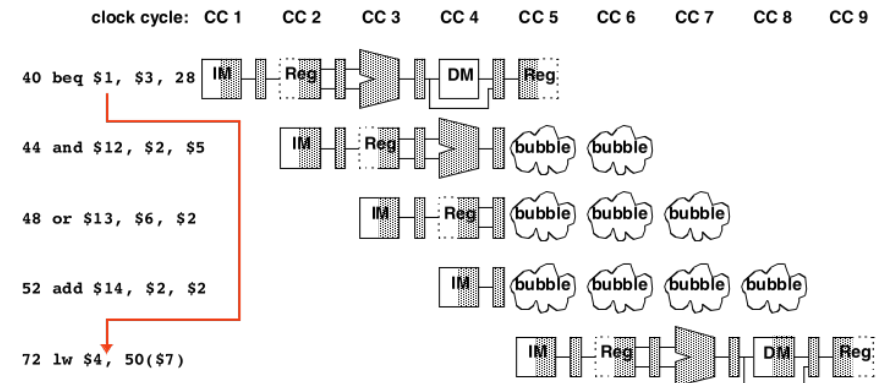 clock cycle: CC 1 CC 2 CC 3 CC 4 CC 5 CC 6 CC 7 CC 8 CC 9
40 beq $1, $3, 28 IM Reg DM Reg
44 and $12, $2, $5 IM Reg bubble bubble
48 or $13, $6, $2 IM Reg bubble bubble bubble
52 add $14, $2, $2 IM bubble bubble bubble bubble
72 lw $4, 50($7) IM Reg DM Reg